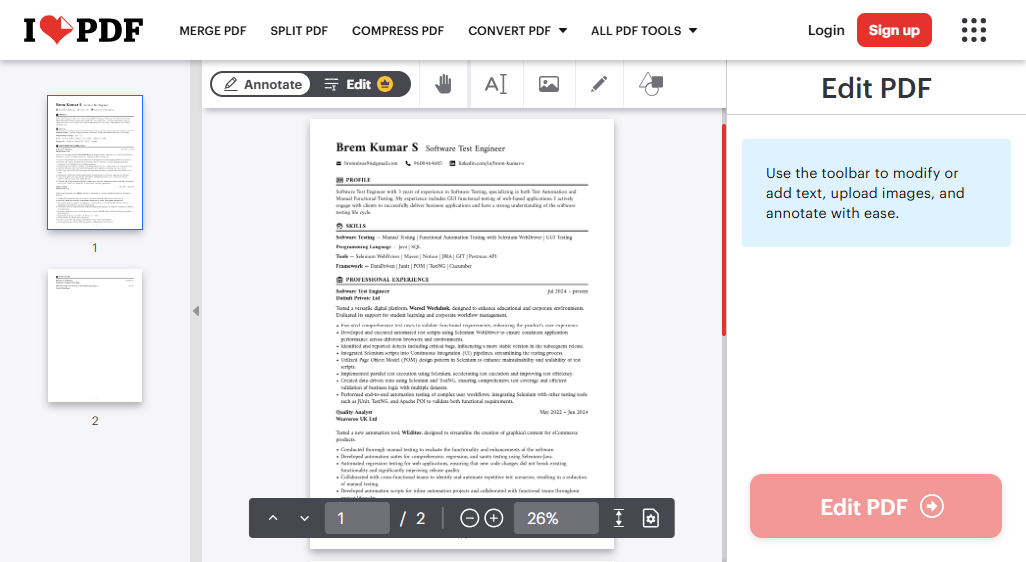 I PDF
MERGE PDF
SPLIT PDF
COMPRESS PDF
CONVERT PDF
ALL PDF TOOLS
Login
Sign up
Annotate
Edit
Edit PDF
Use the toolbar to modify or
add text, upload images, and
annotate with ease.
1
2
Brem Kumar S Software Test Engineer
PROFILE
Software Test Engineer with 3 years of experience in Software Testing, specializing in both Test Automation and
Manual Functional Testing. My experience includes GUI functional testing of web-based applications. I actively
engage with clients to successfully deliver business applications and have a strong understanding of the software
testing life cycle.
SKILLS
Software Testing — Manual Testing | Functional Automation Testing with Selenium WebDriver | GUI Testing
Programming Language — Java | SQL
Tools — Selenium WebDriver | Maven | Notion | JIRA | GIT | Postman API
Framework — DataDriven | Junit | POM | TestNG | Cucumber
PROFESSIONAL EXPERIENCE
Software Test Engineer Jul 2024 – present
Private Ltd
Tested a versatile digital platform, designed to enhance educational and corporate environments.
Evaluated its support for student learning and corporate workflow management.
• Executed comprehensive test cases to validate functional requirements, enhancing the product's user experience.
• Developed and executed automated test scripts using Selenium WebDriver to ensure consistent application
performance across different browsers and environments.
• Identified and reported defects including critical bugs, influencing a more stable version in the subsequent release.
• Integrated Selenium scripts into Continuous Integration (CI) pipelines, streamlining the testing process.
• Utilized Page Object Model (POM) design pattern in Selenium to enhance maintainability and scalability of test
scripts.
• Implemented parallel test execution using Selenium, accelerating test execution and improving test efficiency.
• Created data-driven tests using Selenium and TestNG, ensuring comprehensive test coverage and efficient
validation of business logic with multiple datasets.
• Performed end-to-end automation testing of complex user workflows, integrating Selenium with other testing tools
such as JUnit, TestNG, and Apache POI to validate both functional requirements.
Quality Analyst May 2022 – Jun 2024
UK Ltd
Tested a new automation tool, WEditor, designed to streamline the creation of graphical content for eCommerce
products.
• Conducted thorough manual testing to evaluate the functionality and enhancements of the software.
• Developed automation suites for comprehensive, regression, and sanity testing using Selenium-Java.
• Automated regression testing for web applications, ensuring that new code changes did not break existing
functionality and significantly improving release quality.
• Collaborated with cross-functional teams to identify and automate repetitive test scenarios, resulting in a reduction
of manual testing.
• Developed automation scripts for inline automation projects and collaborated with functional teams throughout
1 / 2
26%
Edit PDF